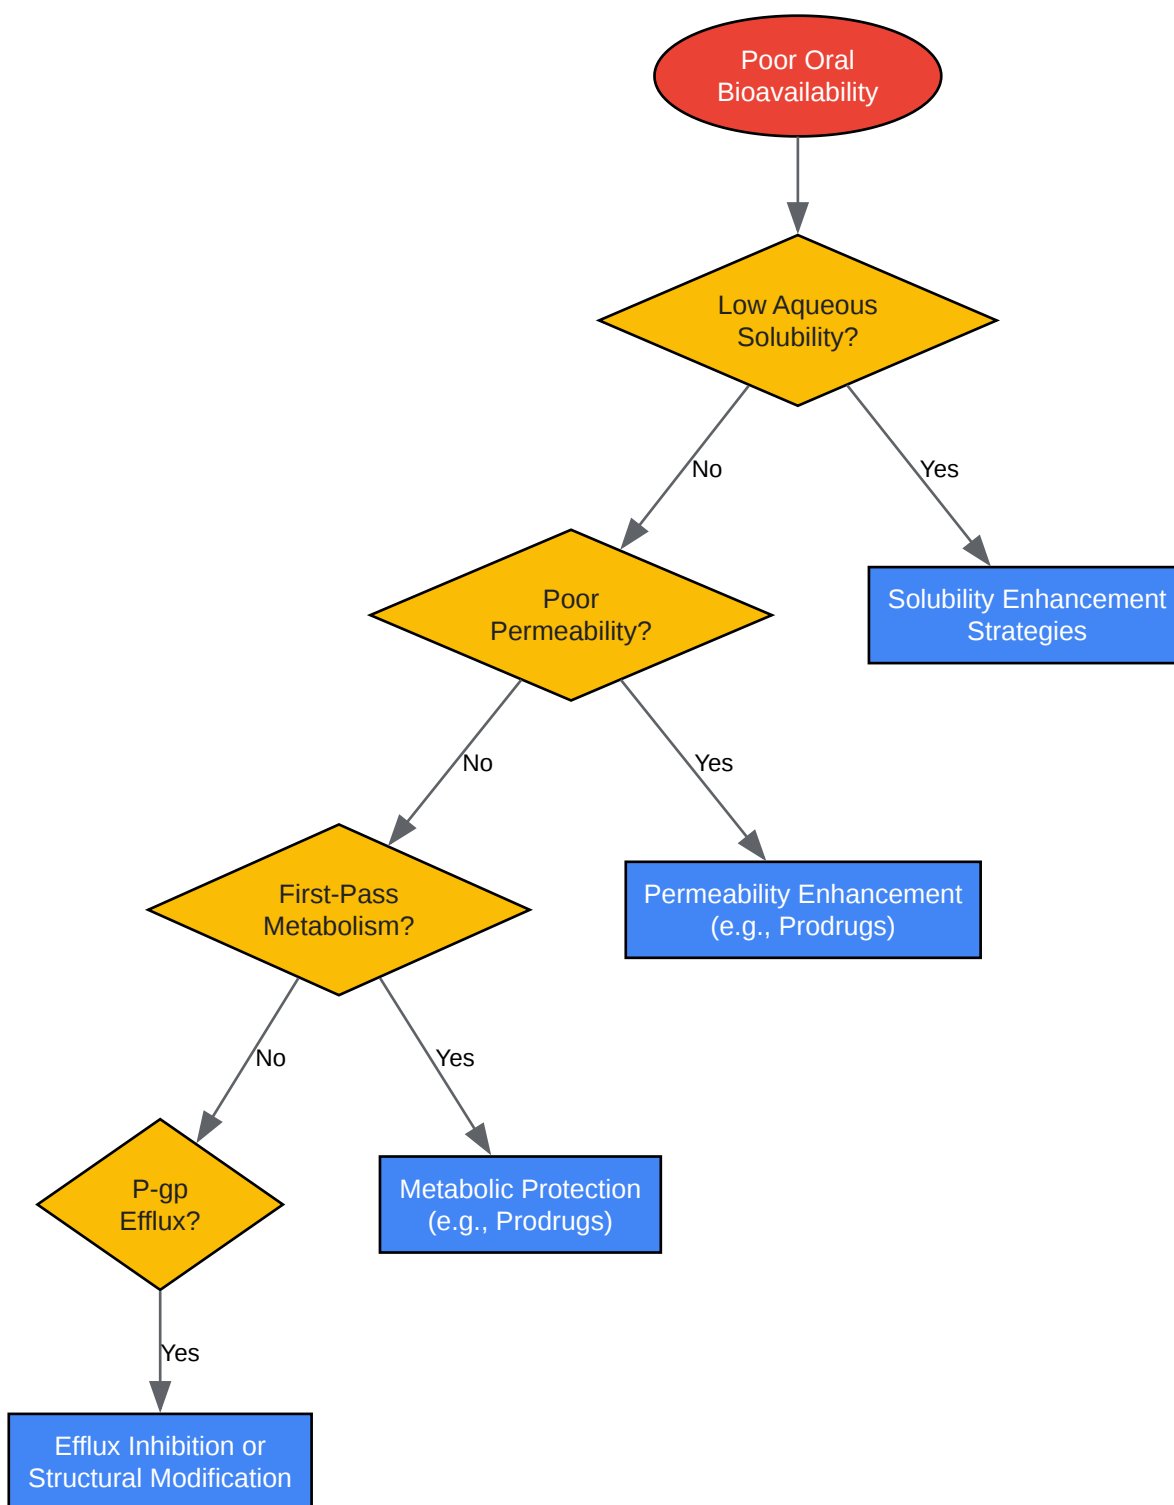 Poor Oral
Bioavailability
Low Aqueous
Solubility?
No
Yes
Poor
Permeability?
Solubility Enhancement
Strategies
No
Yes
First-Pass
Metabolism?
Permeability Enhancement
(e.g., Prodrugs)
No
Yes
P-gp
Efflux?
Metabolic Protection
(e.g., Prodrugs)
Yes
Efflux Inhibition or
Structural Modification